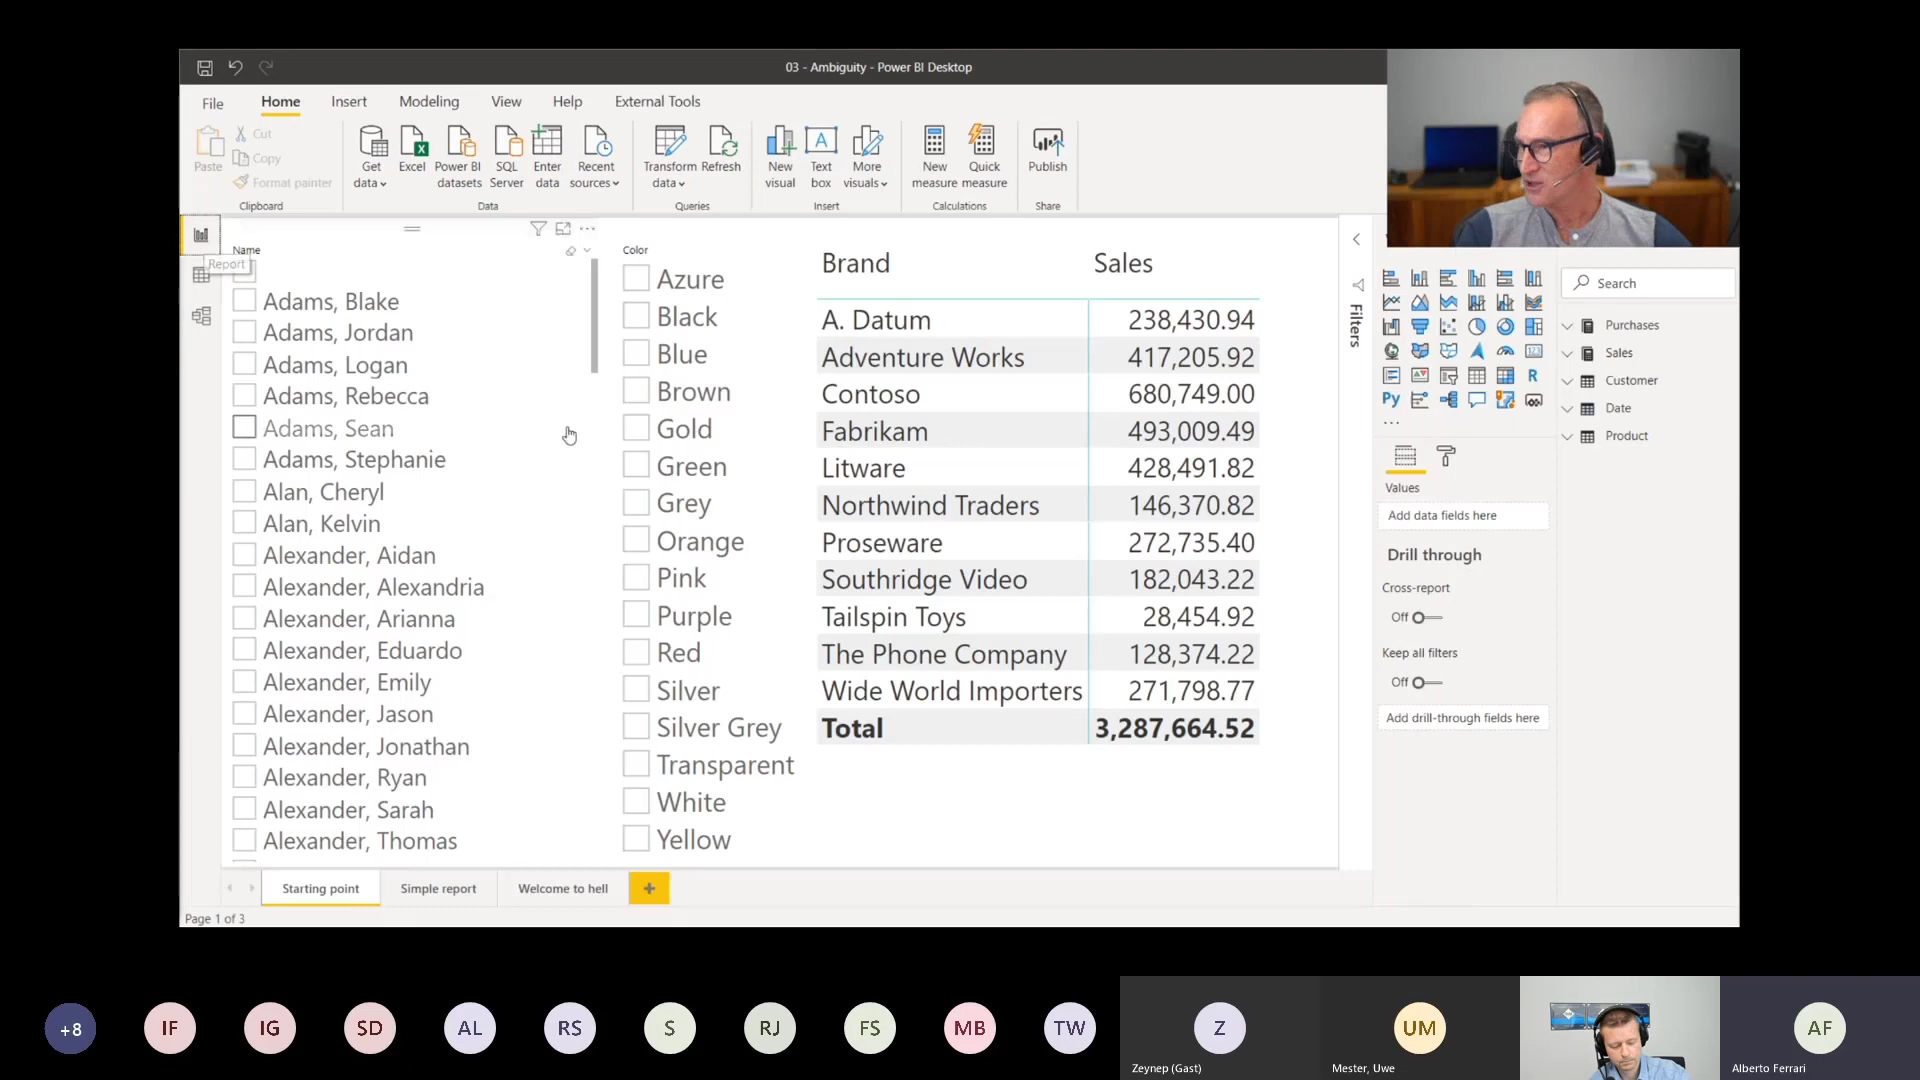 03 - Ambiguity - Power BI Desktop
File
Home
Insert
Modeling
View
Help
External Tools
Paste
Cut
Copy
Format painter
Clipboard
Get data
Excel
Power BI datasets
SQL Server
Enter data
Recent sources
Data
Transform data
Refresh
Queries
New visual
Text box
More visuals
Insert
New measure
Quick measure
Calculations
Publish
Share
Report
Name
Adams, Blake
Adams, Jordan
Adams, Logan
Adams, Rebecca
Adams, Sean
Adams, Stephanie
Alan, Cheryl
Alan, Kelvin
Alexander, Aidan
Alexander, Alexandria
Alexander, Arianna
Alexander, Eduardo
Alexander, Emily
Alexander, Jason
Alexander, Jonathan
Alexander, Ryan
Alexander, Sarah
Alexander, Thomas
Color
Azure
Black
Blue
Brown
Gold
Green
Grey
Orange
Pink
Purple
Red
Silver
Silver Grey
Transparent
White
Yellow
Brand Sales
A. Datum 238,430.94
Adventure Works 417,205.92
Contoso 680,749.00
Fabrikam 493,009.49
Litware 428,491.82
Northwind Traders 146,370.82
Proseware 272,735.40
Southridge Video 182,043.22
Tailspin Toys 28,454.92
The Phone Company 128,374.22
Wide World Importers 271,798.77
Total 3,287,664.52
Filters
R
Py
Values
Add data fields here
Drill through
Cross-report
Off
Keep all filters
Off
Add drill-through fields here
Search
Purchases
Sales
Customer
Date
Product
Starting point
Simple report
Welcome to hell
Page 1 of 3
+8
IF
IG
SD
AL
RS
S
RJ
FS
MB
TW
Z
Zeynep (Gast)
UM
Mester, Uwe
AF
Alberto Ferrari